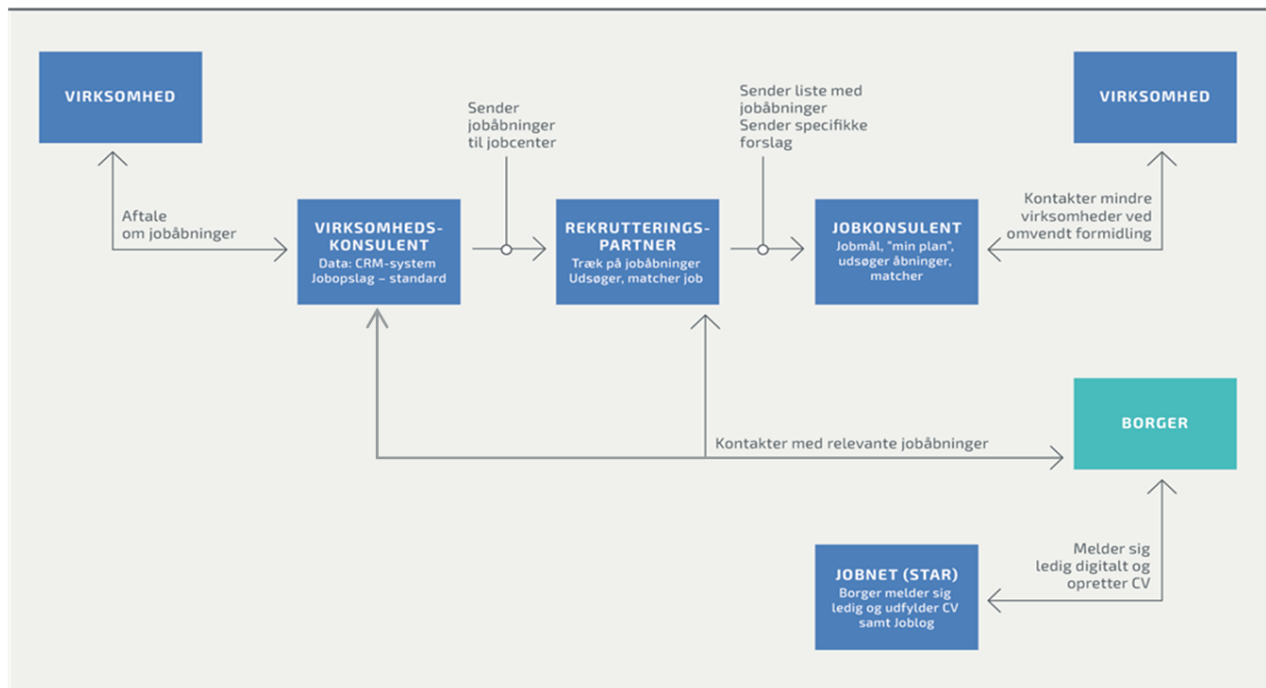 VIRKSOMHED
Aftale
om jobåbninger
VIRKSOMHEDS-
KONSULENT
Data: CRM-system
Jobopslag – standard
Sender
jobåbninger
til jobcenter
REKRUTTERINGS-
PARTNER
Træk på jobåbninger
Udsøger, matcher job
Sender liste med
jobåbninger
Sender specifikke
forslag
JOBKONSULENT
Jobmål, "min plan",
udsøger åbninger,
matcher
VIRKSOMHED
Kontakter mindre
virksomheder ved
omvendt formidling
Kontakter med relevante jobåbninger
BORGER
Melder sig
ledig digitalt og
opretter CV
JOBNET (STAR)
Borger melder sig
ledig og udfylder CV
samt Joblog